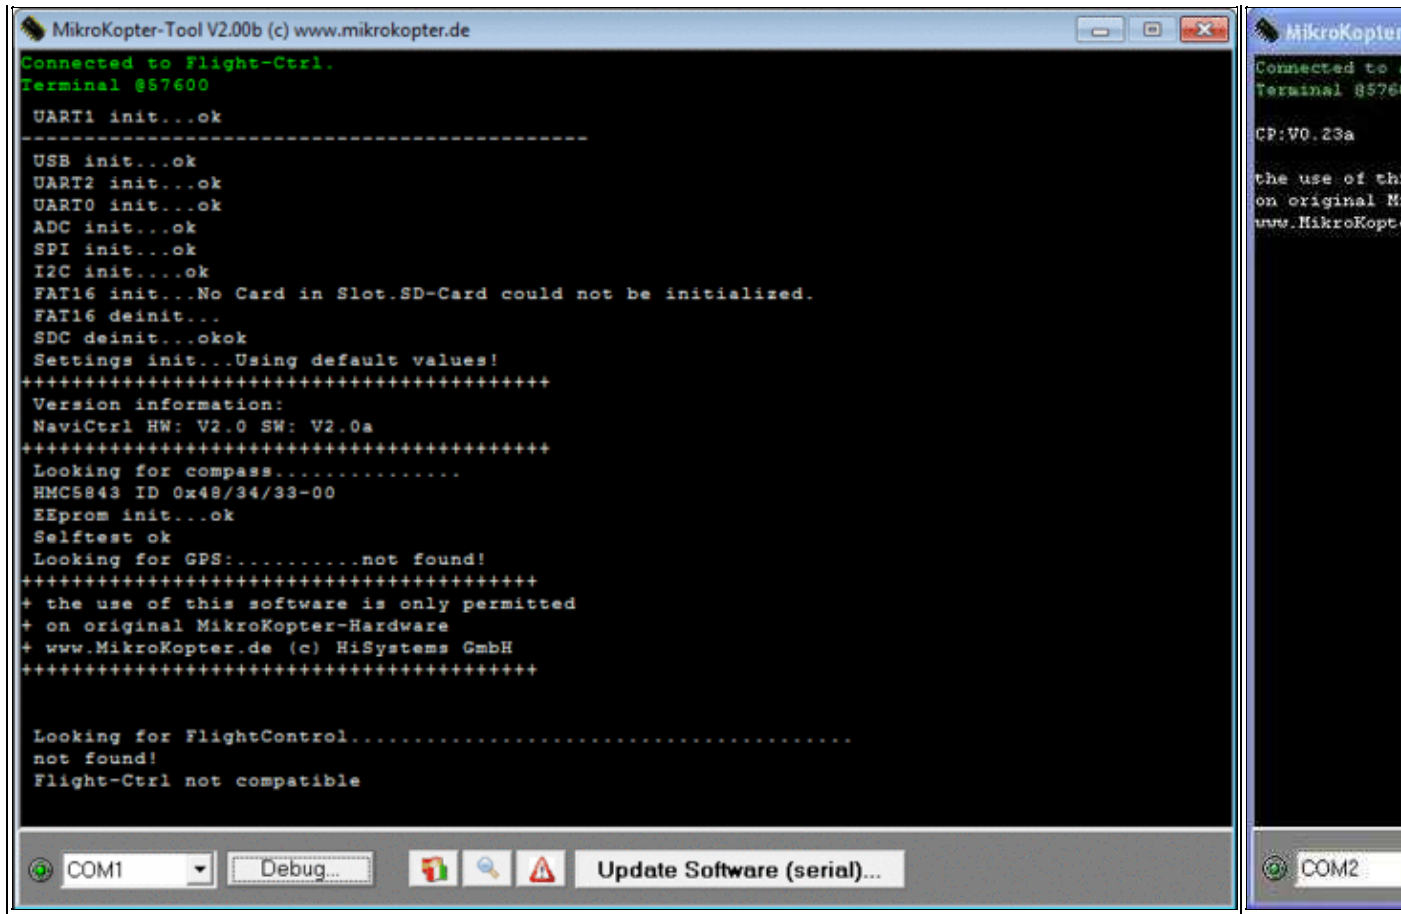 MikroKopter-Tool V2.00b (c) www.mikrokopter.de
Connected to Flight-Ctrl.
Terminal @57600
UART1 init...ok
---------------------------------------------
USB init...ok
UART2 init...ok
UART0 init...ok
ADC init...ok
SPI init...ok
I2C init....ok
FAT16 init...No Card in Slot.SD-Card could not be initialized.
FAT16 deinit...
SDC deinit...okok
Settings init...Using default values!
++++++++++++++++++++++++++++++++++++++++++
Version information:
NaviCtrl HW: V2.0 SW: V2.0a
++++++++++++++++++++++++++++++++++++++++++
Looking for compass...............
HMC5843 ID 0x48/34/33-00
EEprom init...ok
Selftest ok
Looking for GPS:..........not found!
+++++++++++++++++++++++++++++++++++++++++
+ the use of this software is only permitted
+ on original MikroKopter-Hardware
+ www.MikroKopter.de (c) HiSystems GmbH
+++++++++++++++++++++++++++++++++++++++++
Looking for FlightControl........................................
not found!
Flight-Ctrl not compatible
COM1
Debug...
Update Software (serial)...
MikroKopter
Connected to
Terminal @576
CP:V0.23a
the use of th
on original M
www.MikroKopt
COM2